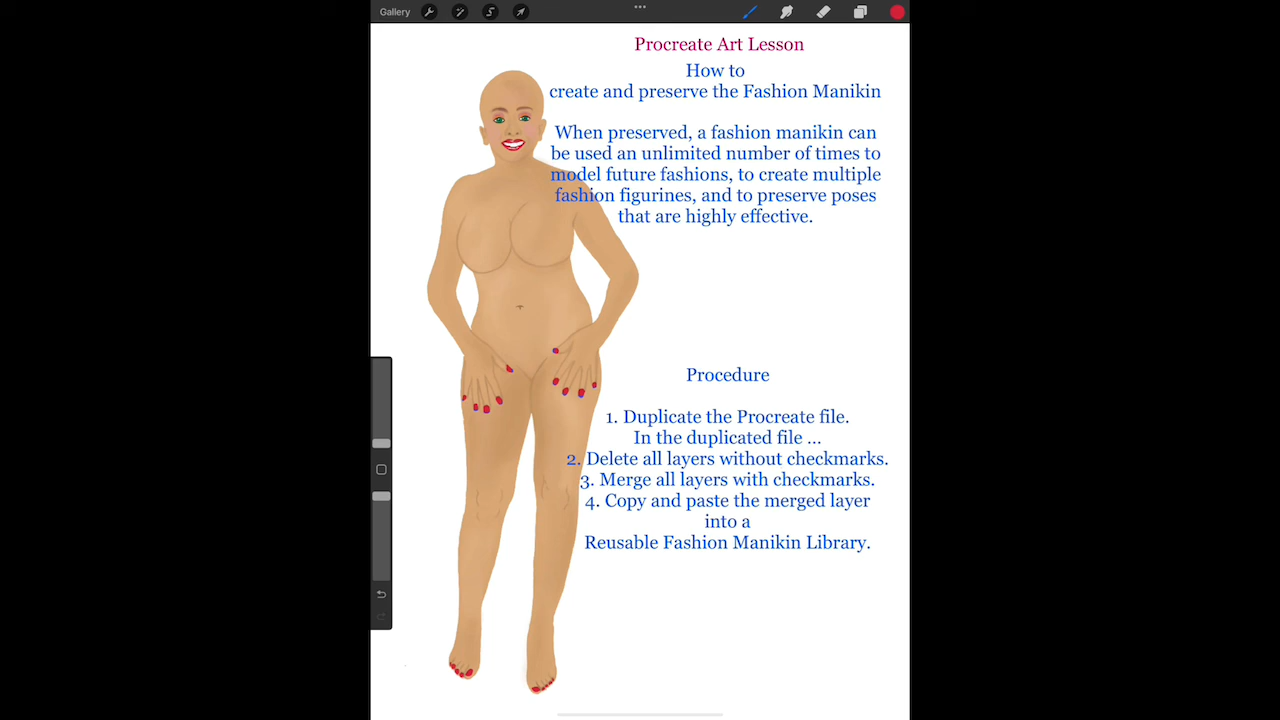 Gallery
Procreate Art Lesson
How to
create and preserve the Fashion Manikin
When preserved, a fashion manikin can
be used an unlimited number of times to
model future fashions, to create multiple
fashion figurines, and to preserve poses
that are highly effective.
Procedure
1. Duplicate the Procreate file.
In the duplicated file ...
2. Delete all layers without checkmarks.
3. Merge all layers with checkmarks.
4. Copy and paste the merged layer
into a
Reusable Fashion Manikin Library.